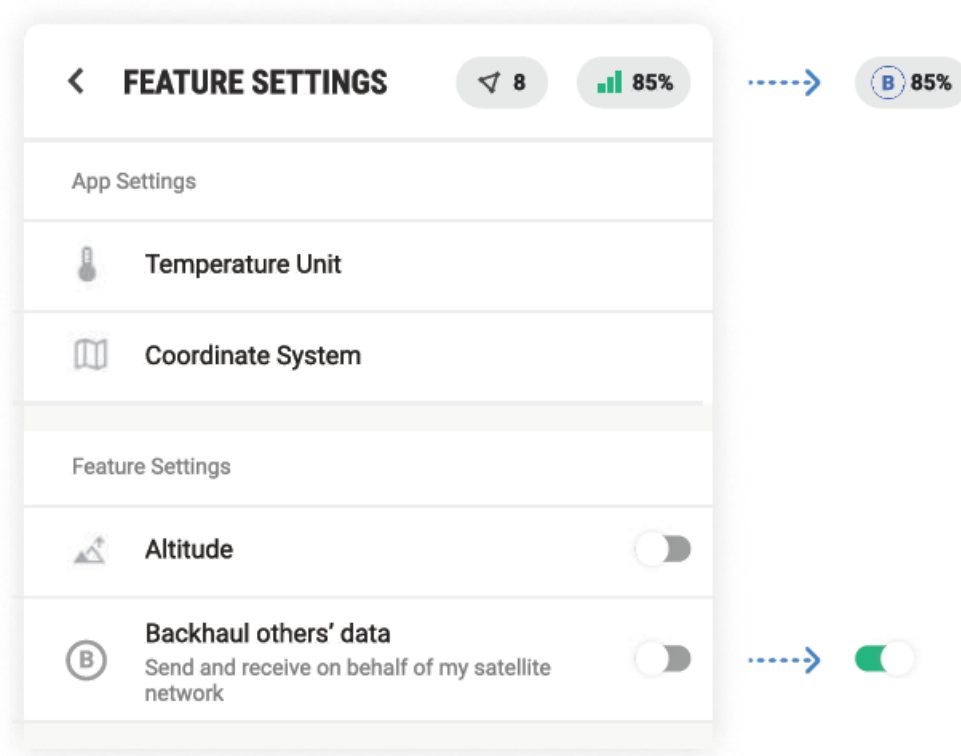 FEATURE SETTINGS 8 85% B 85%
App Settings
Temperature Unit
Coordinate System
Feature Settings
Altitude
Backhaul others’ data
B
Send and receive on behalf of my satellite
network